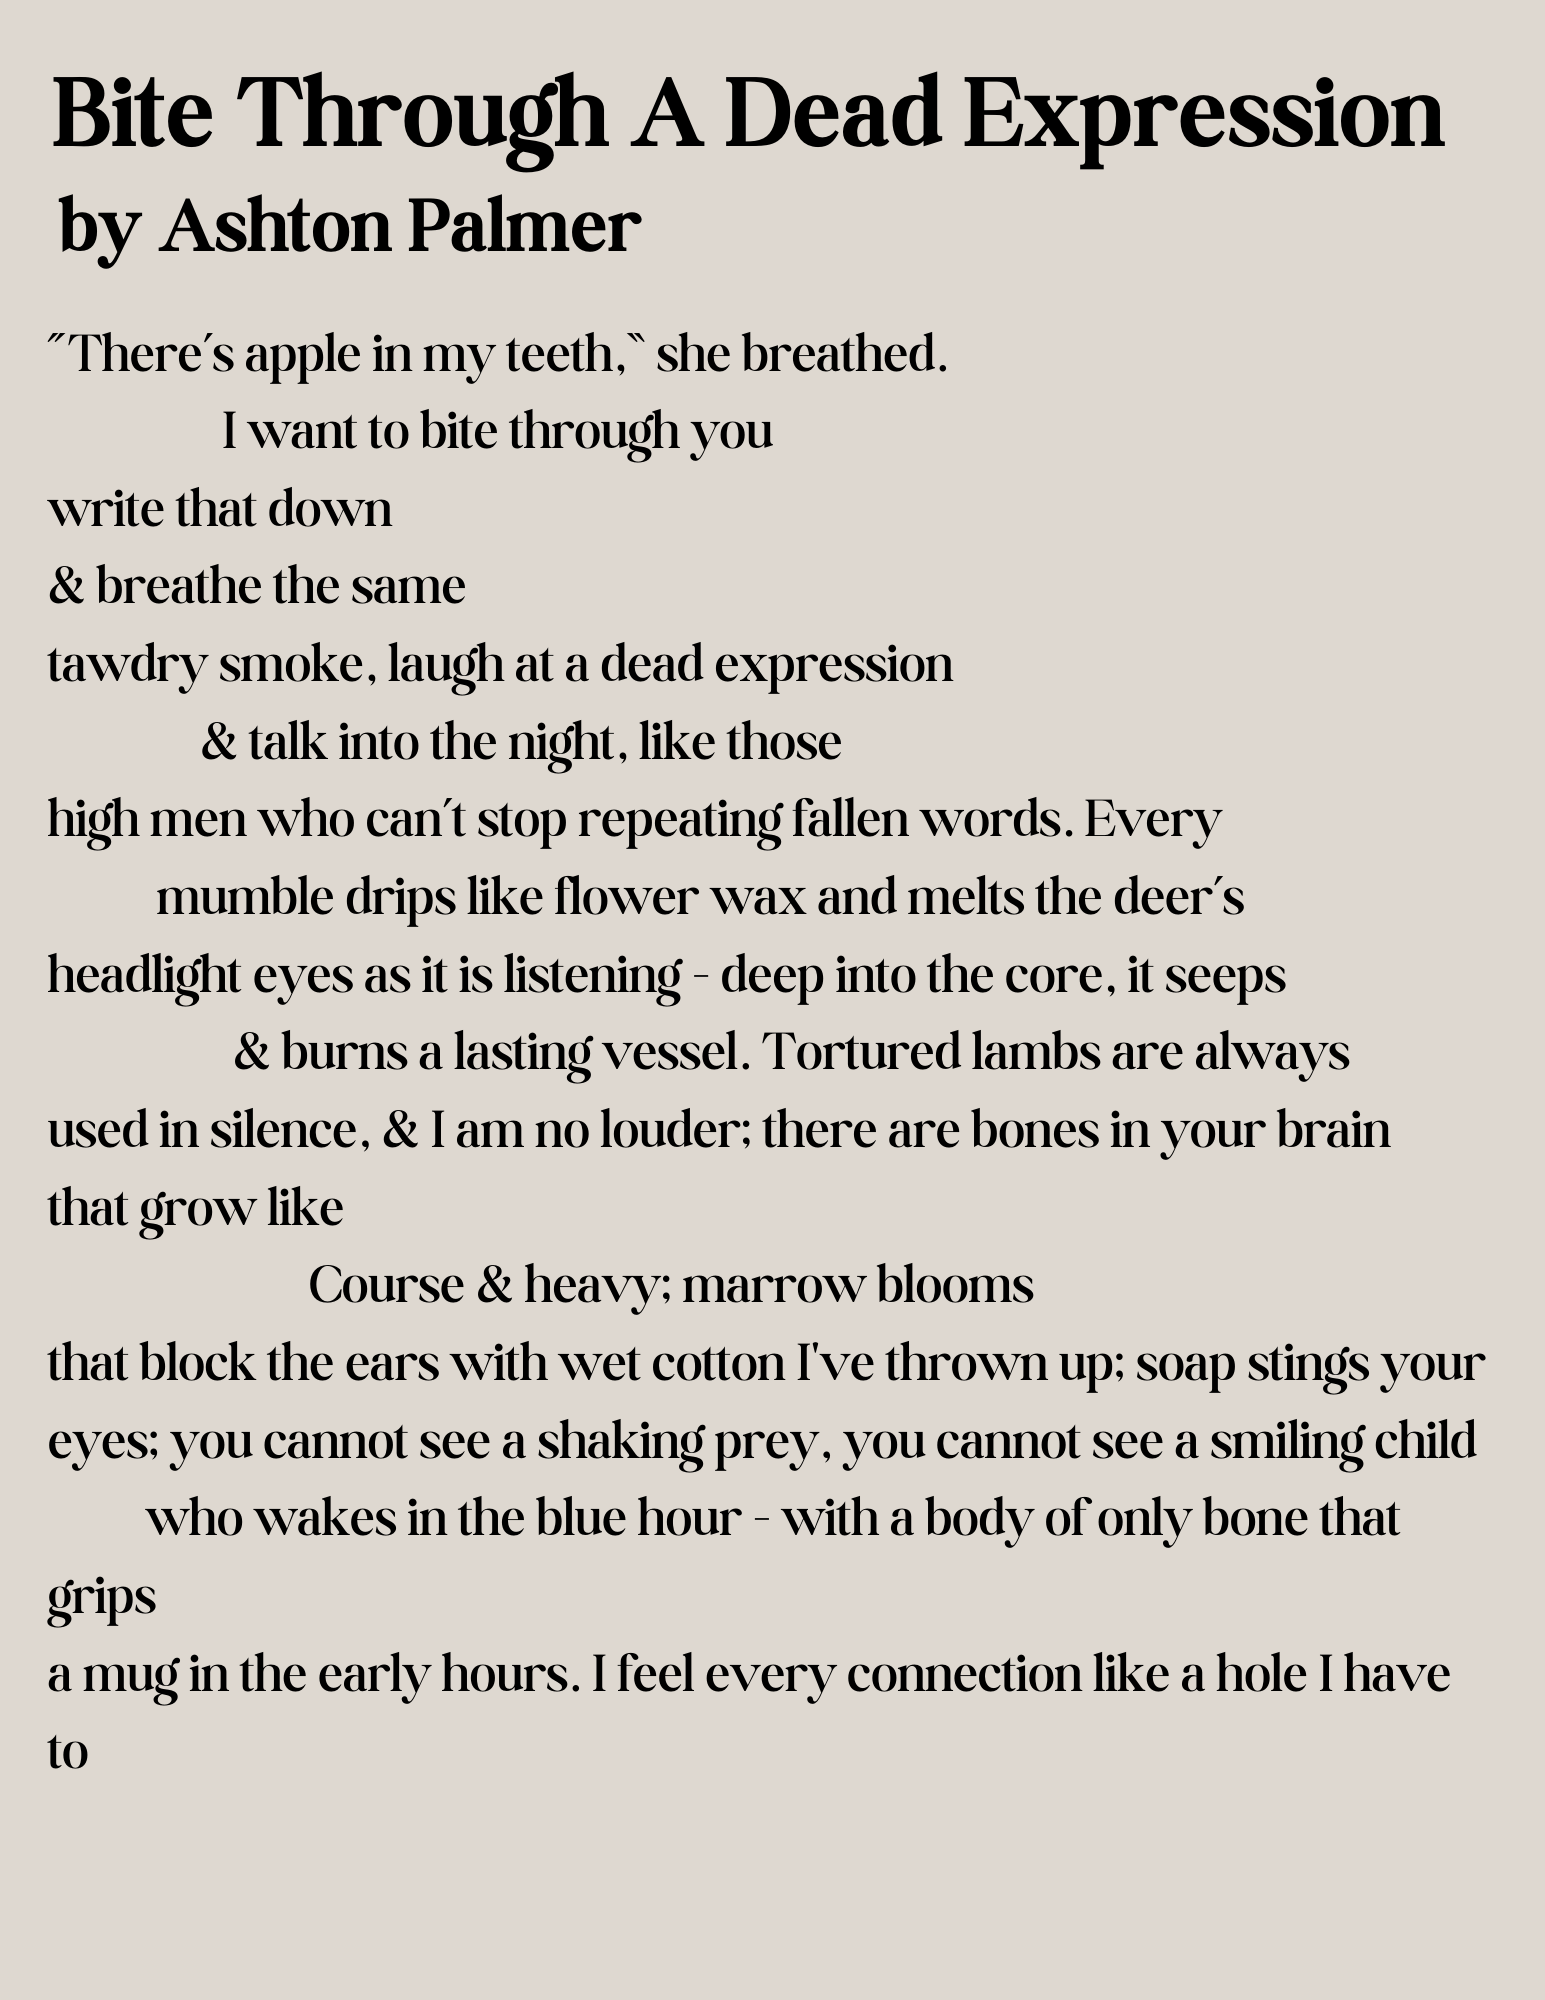 Bite Through A Dead Expression
by Ashton Palmer
˝There´s apple in my teeth,‶ she breathed.
I want to bite through you
write that down
& breathe the same
tawdry smoke, laugh at a dead expression
& talk into the night, like those
high men who can´t stop repeating fallen words. Every
mumble drips like flower wax and melts the deer´s
headlight eyes as it is listening - deep into the core, it seeps
& burns a lasting vessel. Tortured lambs are always
used in silence, & I am no louder; there are bones in your brain
that grow like
Course & heavy; marrow blooms
that block the ears with wet cotton I've thrown up; soap stings your
eyes; you cannot see a shaking prey, you cannot see a smiling child
who wakes in the blue hour - with a body of only bone that
grips
a mug in the early hours. I feel every connection like a hole I have
to